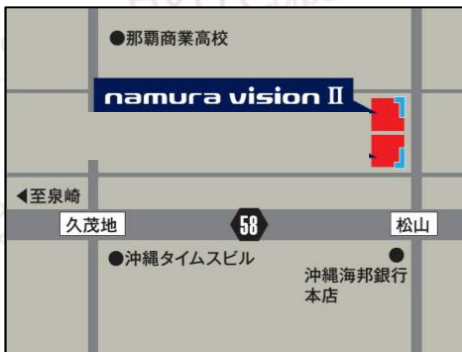 ●那覇商業高校
namura vision Ⅱ
◀至泉崎
久茂地
58
松山
●沖縄タイムスビル
●
沖縄海邦銀行
本店